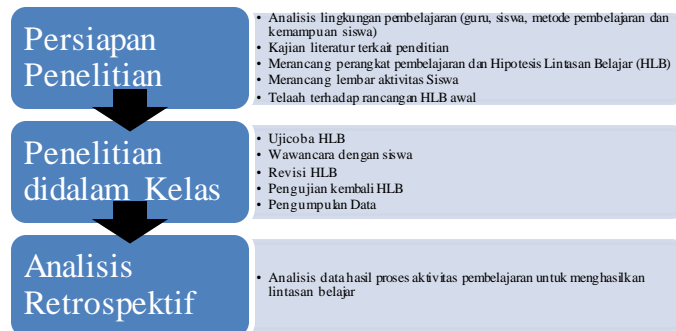 Persiapan
Penelitian
• Analisis lingkungan pembelajaran (guru, siswa, metode pembelajaran dan
kemampuan siswa)
• Kajian literatur terkait penditian
• Merancang perangkat pembelajaran dan Hipotesis Lintasan Belajar (HLB)
• Merancang lembar aktivitas Siswa
• Telaah terhadap rancangan HLB awal
Penelitian
didalam Kelas
• Ujicoba HLB
• Wawancara dengan siswa
• Revisi HLB
• Pengujian kembali HLB
• Pengumpulan Data
Analisis
Retrospektif
• Analisis data hasil proses aktivitas pembelajaran untuk menghasilkan
lintasan belajar